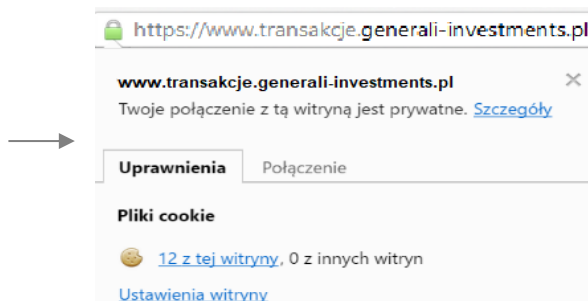 https://www.transakcje.generali-investments.pl
www.transakcje.generali-investments.pl
Twoje połączenie z tą witryną jest prywatne. Szczegóły
Uprawnienia Połączenie
Pliki cookie
12 z tej witryny, 0 z innych witryn
Ustawienia witryny